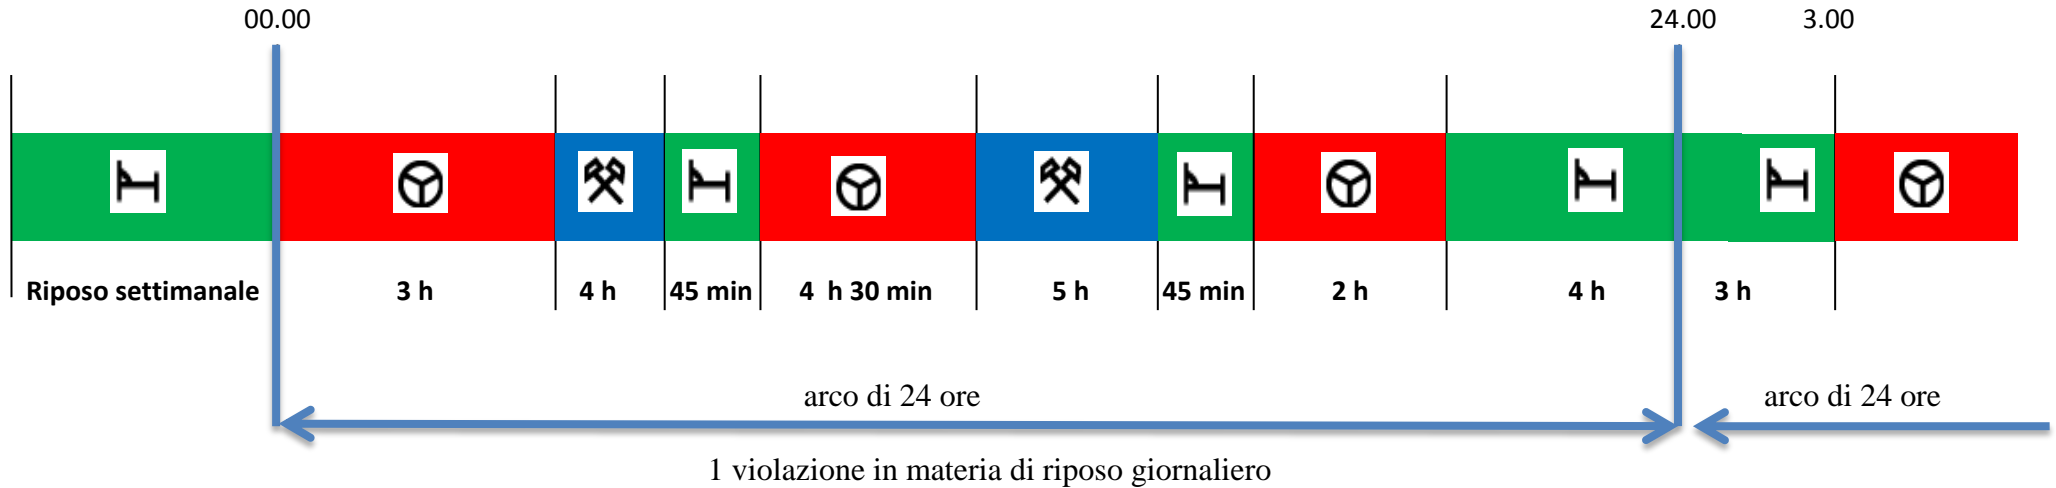 00.00 24.00 3.00
Riposo settimanale 3 h 4 h 45 min 4 h 30 min 5 h 45 min 2 h 4 h 3 h
arco di 24 ore arco di 24 ore
1 violazione in materia di riposo giornaliero